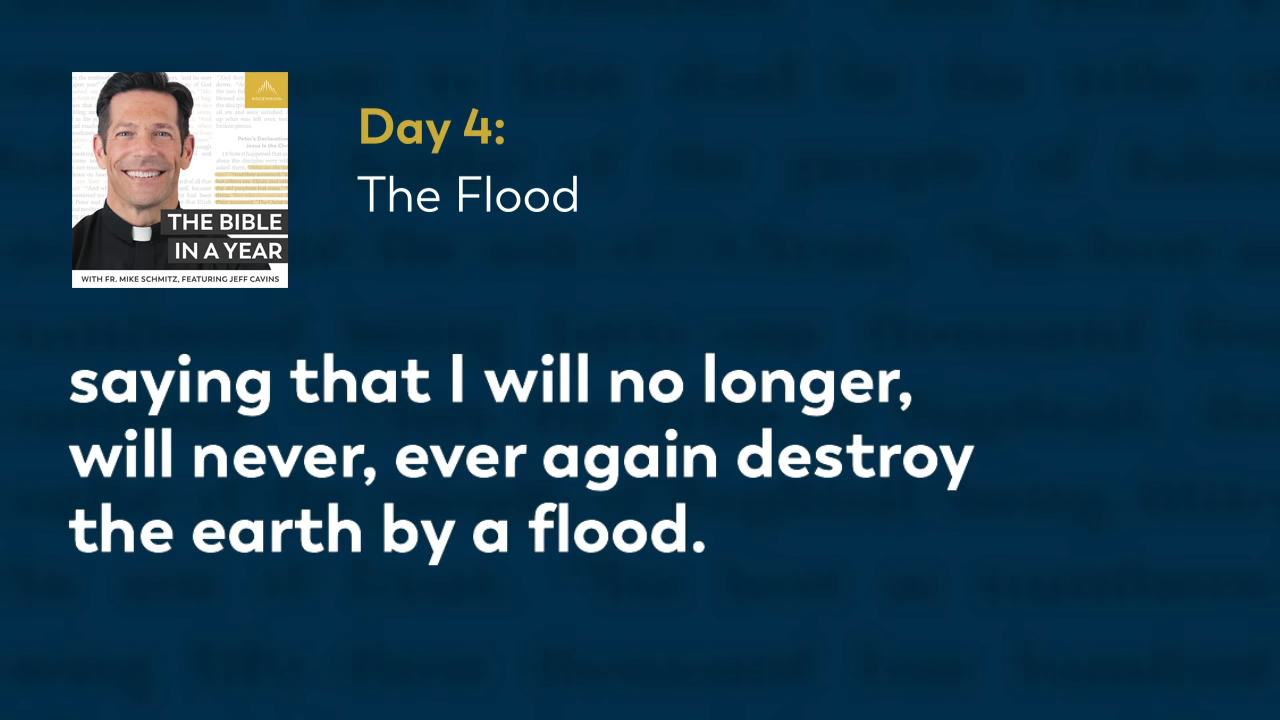 Day 4:
The Flood
THE BIBLE
IN A YEAR
WITH FR. MIKE SCHMITZ, FEATURING JEFF CAVINS
saying that I will no longer,
will never, ever again destroy
the earth by a flood.